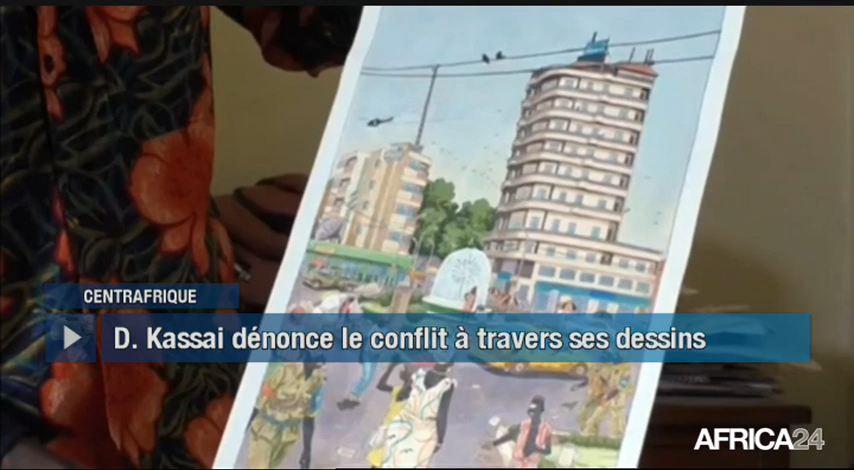 CENTRAFRIQUE
D. Kassai dénonce le conflit à travers ses dessins
AFRICA24